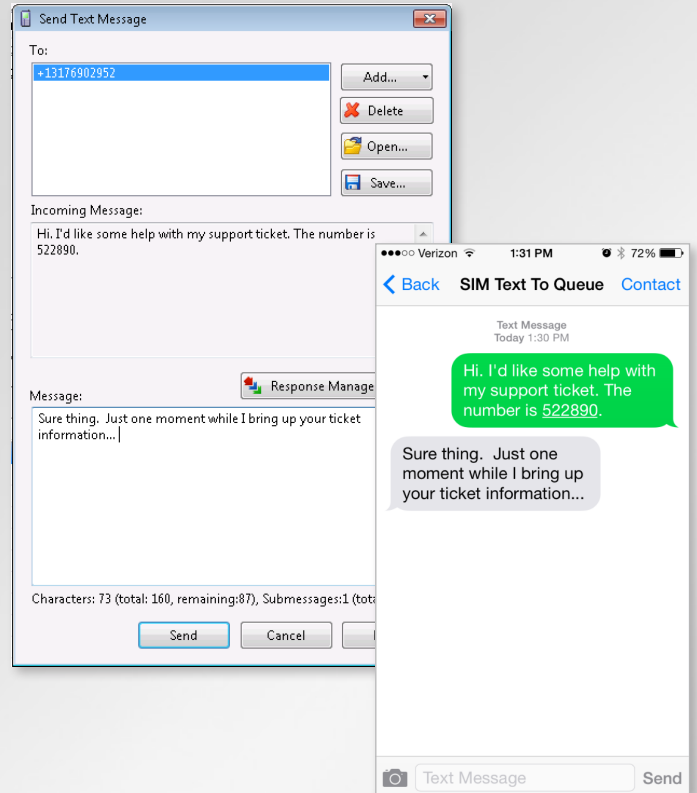 Send Text Message
To:
+13176902952
Add...
Delete
Open...
Save...
Incoming Message:
Hi. I'd like some help with my support ticket. The number is
522890.
Response Manage
Message:
Sure thing.  Just one moment while I bring up your ticket
information...
Characters: 73 (total: 160, remaining:87), Submessages:1 (tota
Send
Cancel
Verizon
1:31 PM
72%
Back
SIM Text To Queue
Contact
Text Message
Today 1:30 PM
Hi. I'd like some help with
my support ticket. The
number is 522890.
Sure thing.  Just one
moment while I bring up
your ticket information...
Text Message
Send